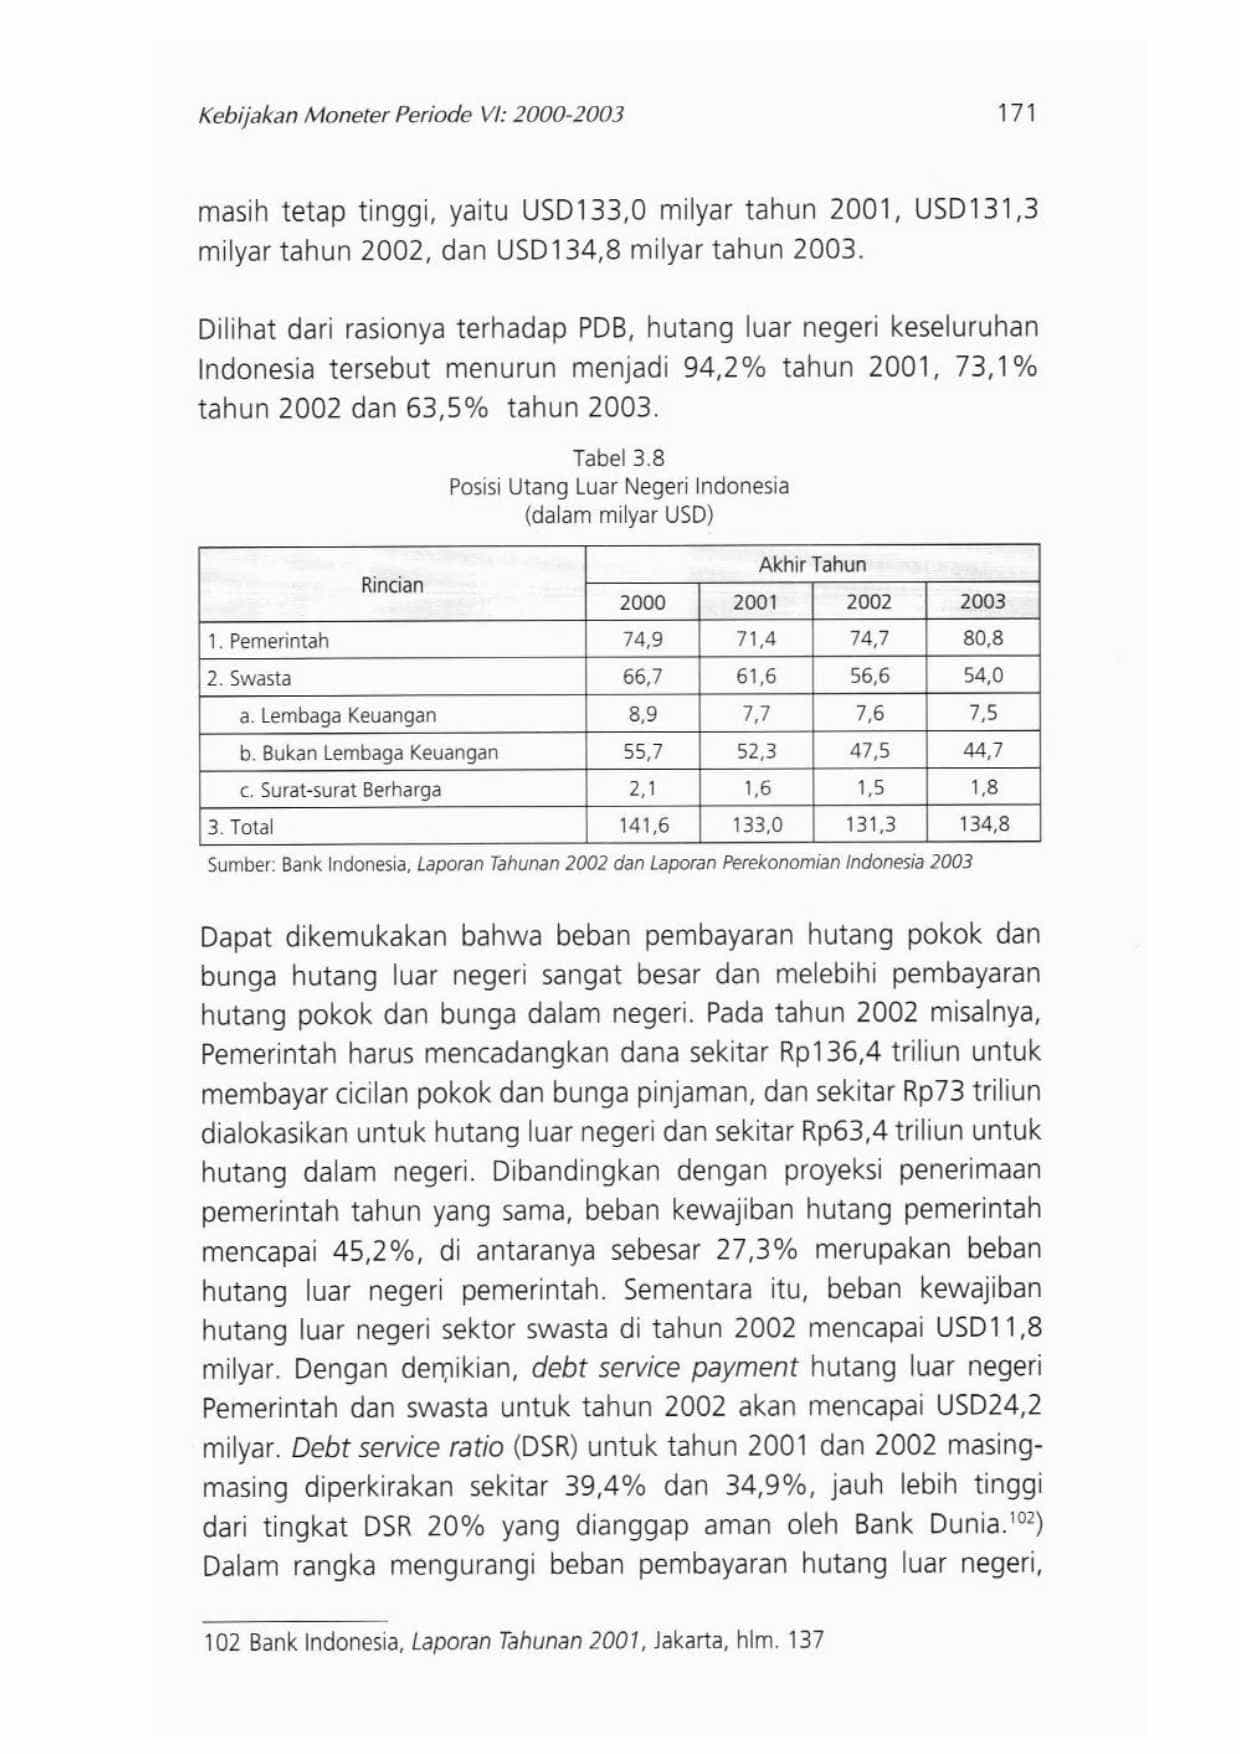 Kebijakan Moneter Periode VI: 2000-2003 171
masih tetap tinggi, yaitu USD133,0 milyar tahun 2001, USD131,3
milyar tahun 2002, dan USD134,8 milyar tahun 2003.
Dilihat dari rasionya terhadap PDB, hutang luar negeri keseluruhan
Indonesia tersebut menurun menjadi 94,2% tahun 2001, 73,1%
tahun 2002 dan 63,5% tahun 2003.
Tabel 3.8
Posisi Utang Luar Negeri Indonesia
(dalam milyar USD)
Rincian Akhir Tahun
2000 2001 2002 2003
1. Pemerintah 74,9 71,4 74,7 80,8
2. Swasta 66,7 61,6 56,6 54,0
a. Lembaga Keuangan 8,9 7,7 7,6 7,5
b. Bukan Lembaga Keuangan 55,7 52,3 47,5 44,7
c. Surat-surat Berharga 2,1 1,6 1,5 1,8
3. Total 141,6 133,0 131,3 134,8
Sumber: Bank Indonesia, Laporan Tahunan 2002 dan Laporan Perekonomian Indonesia 2003
Dapat dikemukakan bahwa beban pembayaran hutang pokok dan
bunga hutang luar negeri sangat besar dan melebihi pembayaran
hutang pokok dan bunga dalam negeri. Pada tahun 2002 misalnya,
Pemerintah harus mencadangkan dana sekitar Rp136,4 triliun untuk
membayar cicilan pokok dan bunga pinjaman, dan sekitar Rp73 triliun
dialokasikan untuk hutang luar negeri dan sekitar Rp63,4 triliun untuk
hutang dalam negeri. Dibandingkan dengan proyeksi penerimaan
pemerintah tahun yang sama, beban kewajiban hutang pemerintah
mencapai 45,2%, di antaranya sebesar 27,3% merupakan beban
hutang luar negeri pemerintah. Sementara itu, beban kewajiban
hutang luar negeri sektor swasta di tahun 2002 mencapai USD11,8
milyar. Dengan demikian, debt service payment hutang luar negeri
Pemerintah dan swasta untuk tahun 2002 akan mencapai USD24,2
milyar. Debt service ratio (DSR) untuk tahun 2001 dan 2002 masing-
masing diperkirakan sekitar 39,4% dan 34,9%, jauh lebih tinggi
dari tingkat DSR 20% yang dianggap aman oleh Bank Dunia.102)
Dalam rangka mengurangi beban pembayaran hutang luar negeri,
102 Bank Indonesia, Laporan Tahunan 2001, Jakarta, hlm. 137